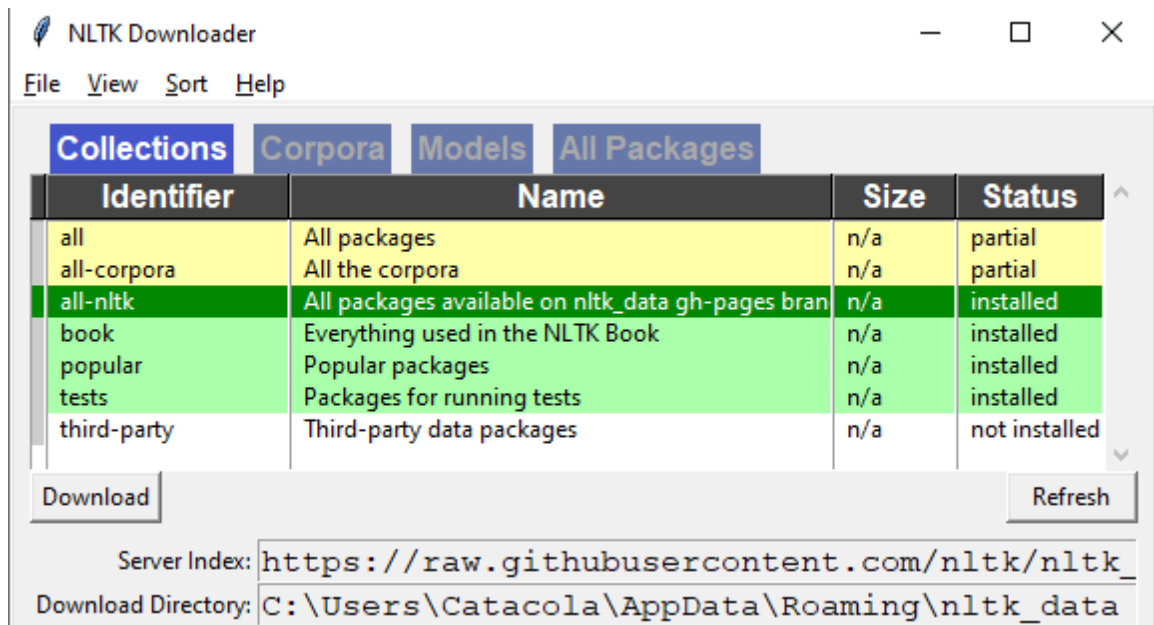 NLTK Downloader
File View Sort Help
Collections Corpora Models All Packages
Identifier Name Size Status
all All packages n/a partial
all-corpora All the corpora n/a partial
all-nltk All packages available on nltk_data gh-pages bran n/a installed
book Everything used in the NLTK Book n/a installed
popular Popular packages n/a installed
tests Packages for running tests n/a installed
third-party Third-party data packages n/a not installed
Download Refresh
Server Index: https://raw.githubusercontent.com/nltk/nltk_
Download Directory: C:\Users\Catacola\AppData\Roaming\nltk_data